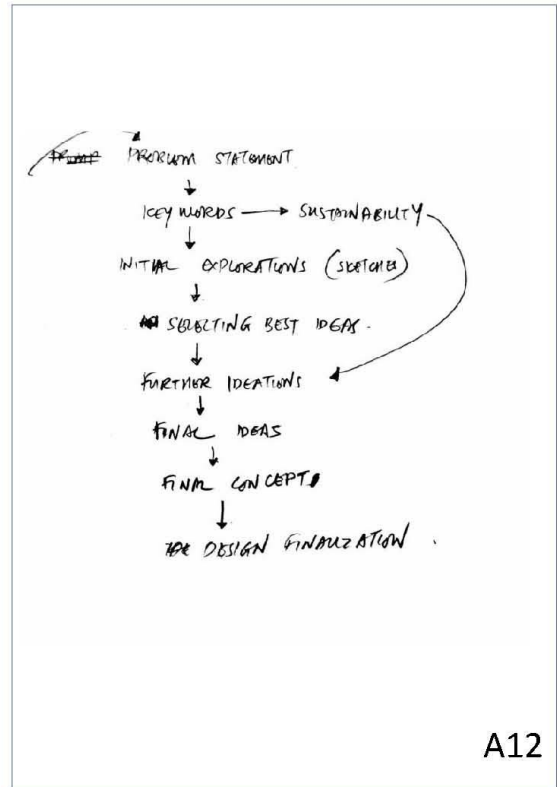 PROBLEM STATEMENT
KEY WORDS → SUSTAINABILITY
INITIAL EXPLORATIONS (SKETCHES)
SELECTING BEST IDEAS.
FURTHER IDEATIONS
FINAL IDEAS
FINAL CONCEPT
DESIGN FINALIZATION.
A12